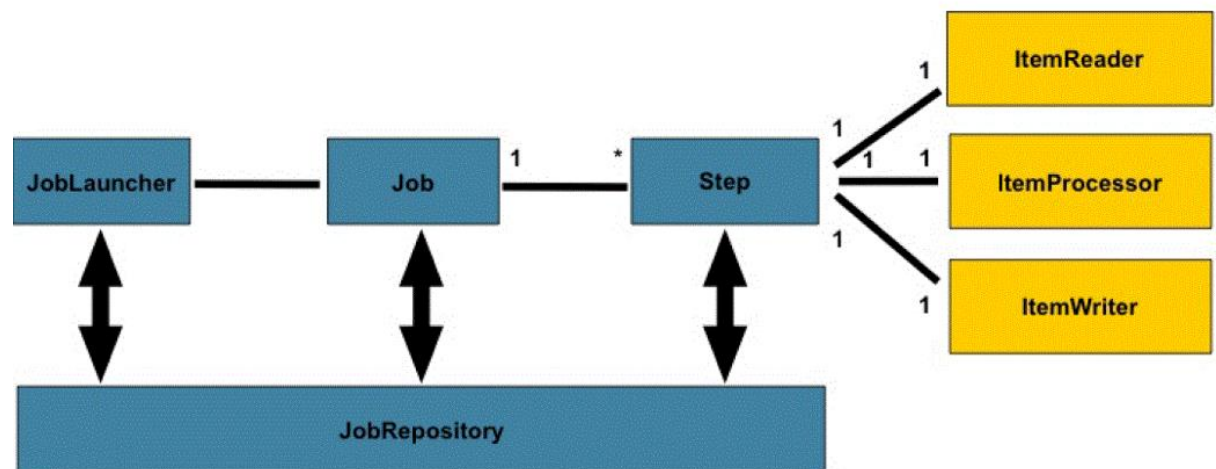 ItemReader
1
1
JobLauncher
Job
1
*
Step
1 1
ItemProcessor
1
1
ItemWriter
JobRepository